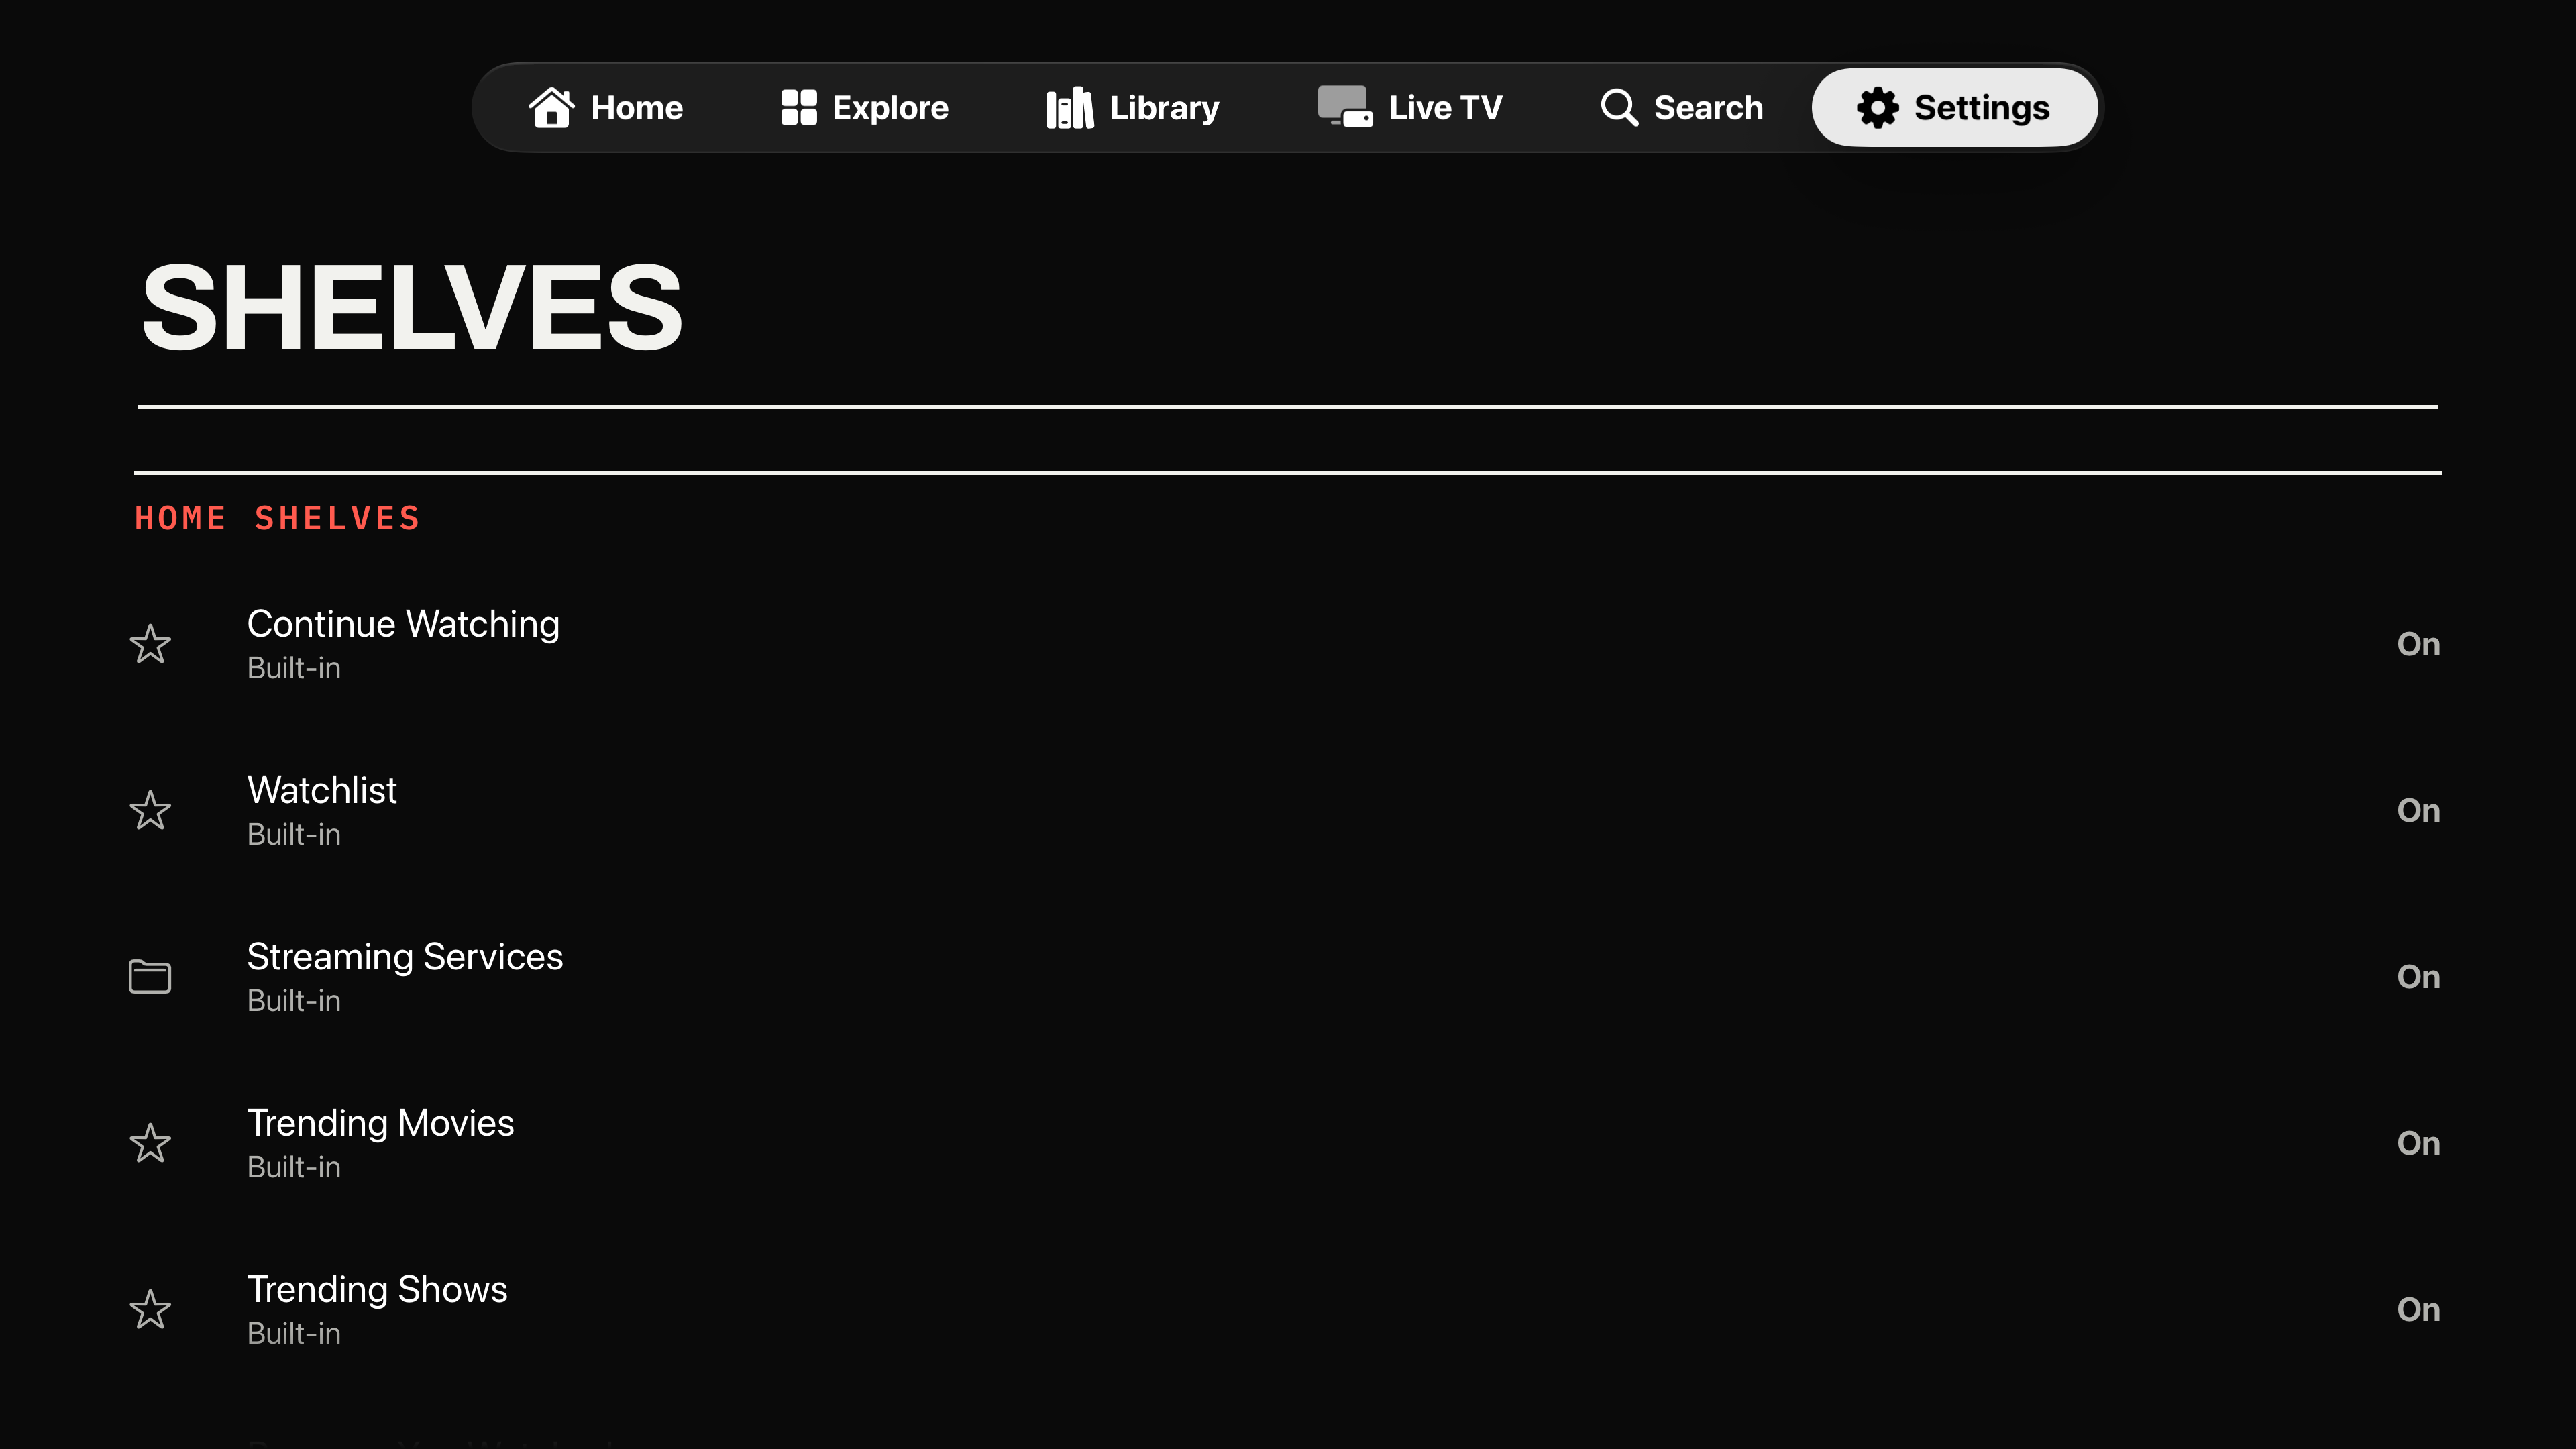 Home Explore Library Live TV Search Settings
SHELVES
HOME SHELVES
Continue Watching
Built-in
On
Watchlist
Built-in
On
Streaming Services
Built-in
On
Trending Movies
Built-in
On
Trending Shows
Built-in
On